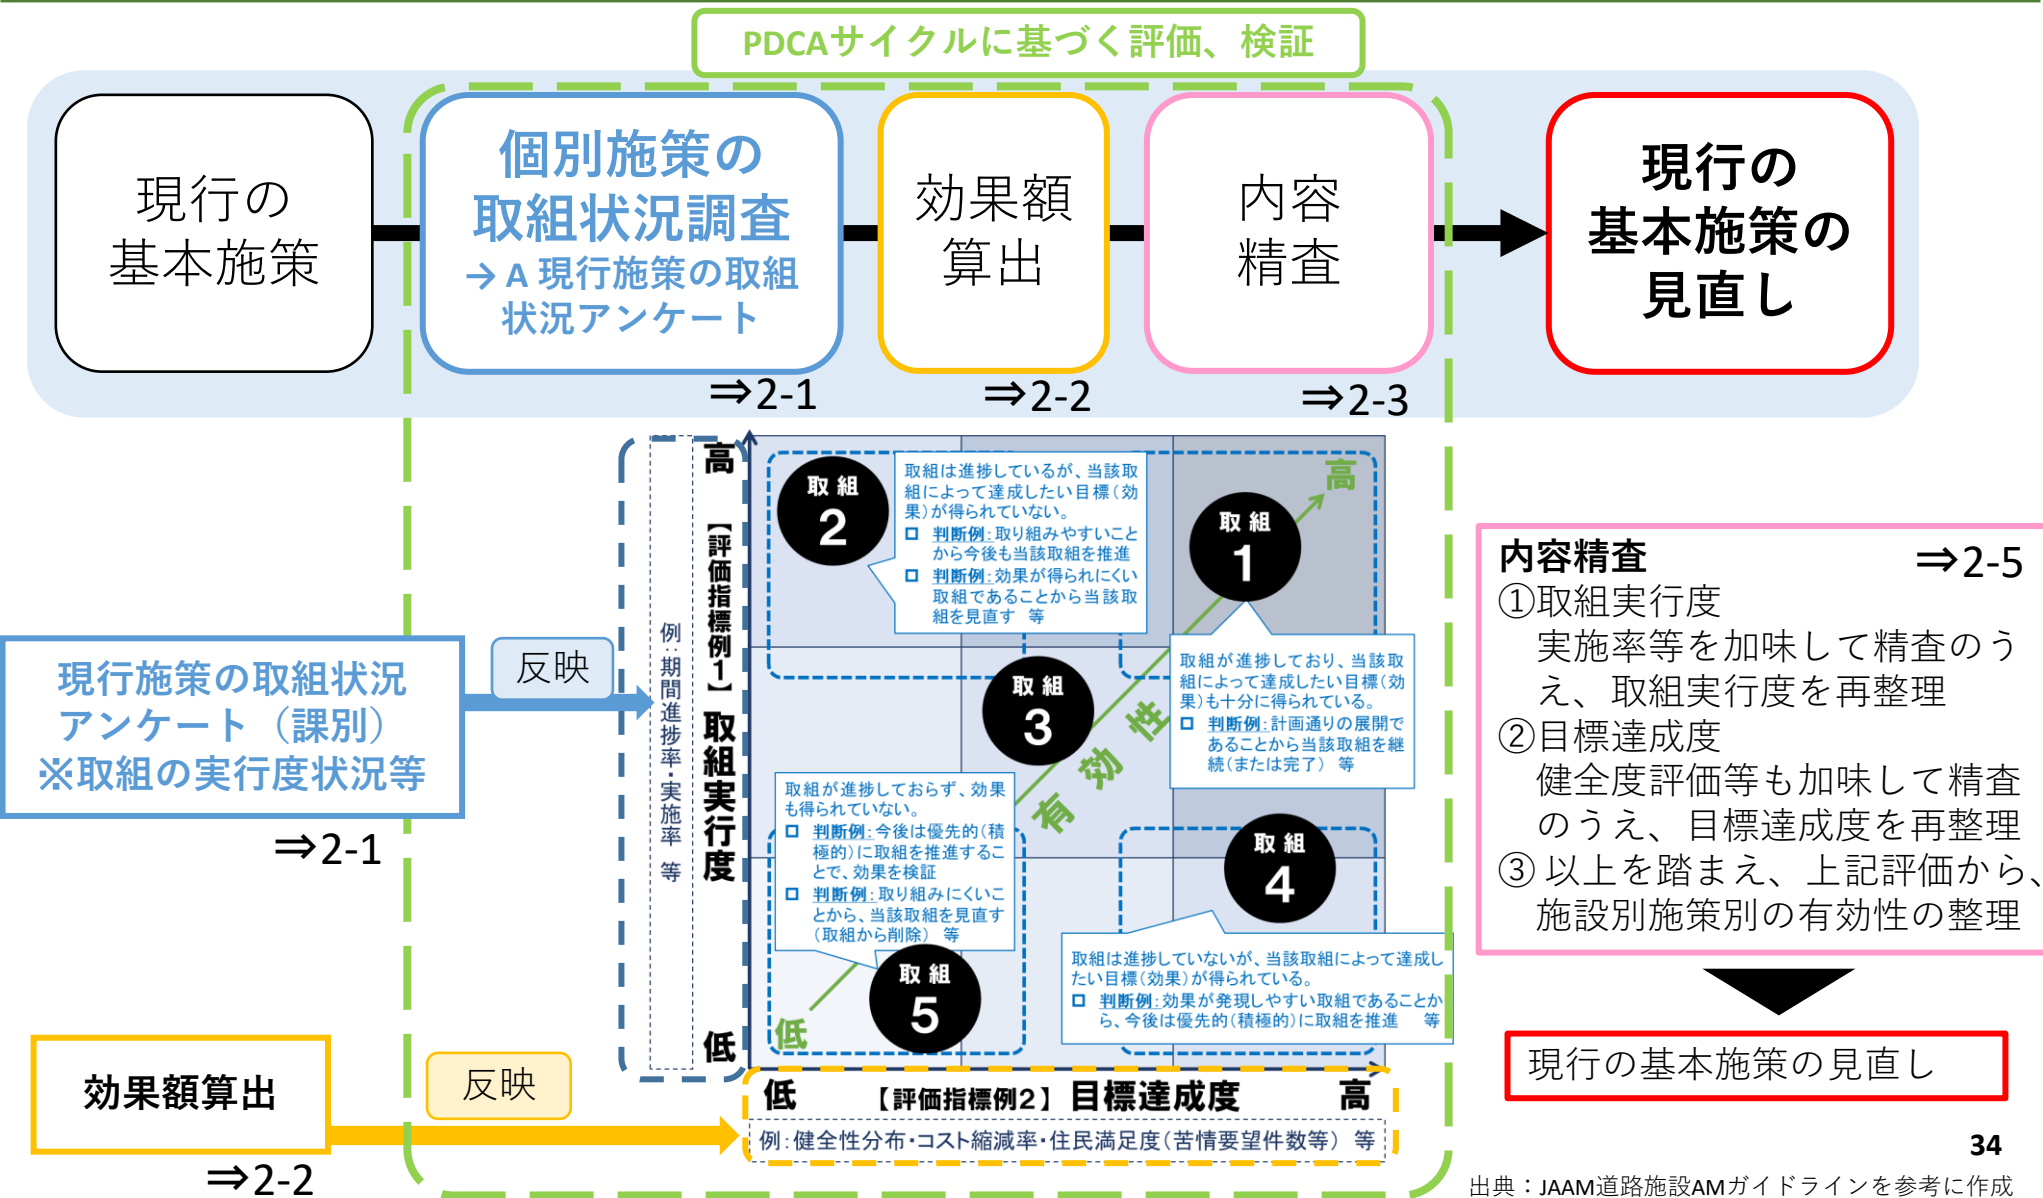 PDCAサイクルに基づく評価、検証
現行の
基本施策
個別施策の
取組状況調査
→ A 現行施策の取組
状況アンケート
⇒2-1
効果額
算出
⇒2-2
内容
精査
⇒2-3
現行の
基本施策の
見直し
現行施策の取組状況
アンケート（課別）
※取組の実行度状況等
⇒2-1
反映
効果額算出
⇒2-2
反映
例：期間進捗率・実施率 等
高
【評価指標例1】取組実行度
低
取組
2
取組は進捗しているが、当該取
組によって達成したい目標（効
果）が得られていない。
□ 判断例：取り組みやすいこと
から今後も当該取組を推進
□ 判断例：効果が得られにくい
取組であることから当該取
組を見直す 等
高
取組
1
取組が進捗しており、当該取
組によって達成したい目標（効
果）も十分に得られている。
□ 判断例：計画通りの展開で
あることから当該取組を継
続（または完了） 等
取組
3
有効性
取組が進捗しておらず、効果
も得られていない。
□ 判断例：今後は優先的（積
極的）に取組を推進するこ
とで、効果を検証
□ 判断例：取り組みにくいこ
とから、当該取組を見直す
（取組から削除） 等
取組
5
低
取組
4
取組は進捗していないが、当該取組によって達成し
たい目標（効果）が得られている。
□ 判断例：効果が発現しやすい取組であることか
ら、今後は優先的（積極的）に取組を推進 等
低 【評価指標例2】目標達成度 高
例：健全性分布・コスト縮減率・住民満足度（苦情要望件数等） 等
内容精査 ⇒2-5
①取組実行度
実施率等を加味して精査のう
え、取組実行度を再整理
②目標達成度
健全度評価等も加味して精査
のうえ、目標達成度を再整理
③以上を踏まえ、上記評価から、
施設別施策別の有効性の整理
現行の基本施策の見直し
34
出典：JAAM道路施設AMガイドラインを参考に作成